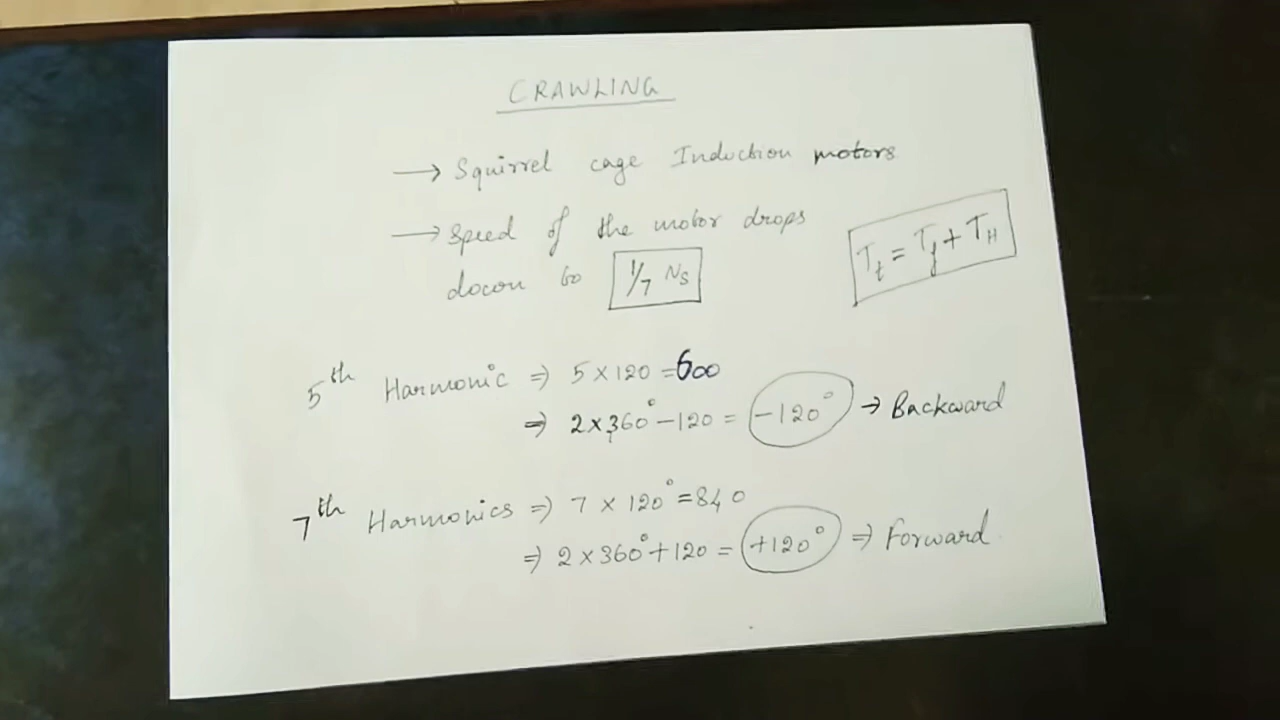 CRAWLING
→ Squirrel cage Induction motors
→ Speed of the motor drops
down to 1/7 Ns
Tt = Tf + TH
5th Harmonic ⇒ 5 × 120 = 600
⇒ 2 × 360° − 120 = −120° → Backward
7th Harmonics ⇒ 7 × 120° = 840
⇒ 2 × 360° + 120 = +120° ⇒ Forward